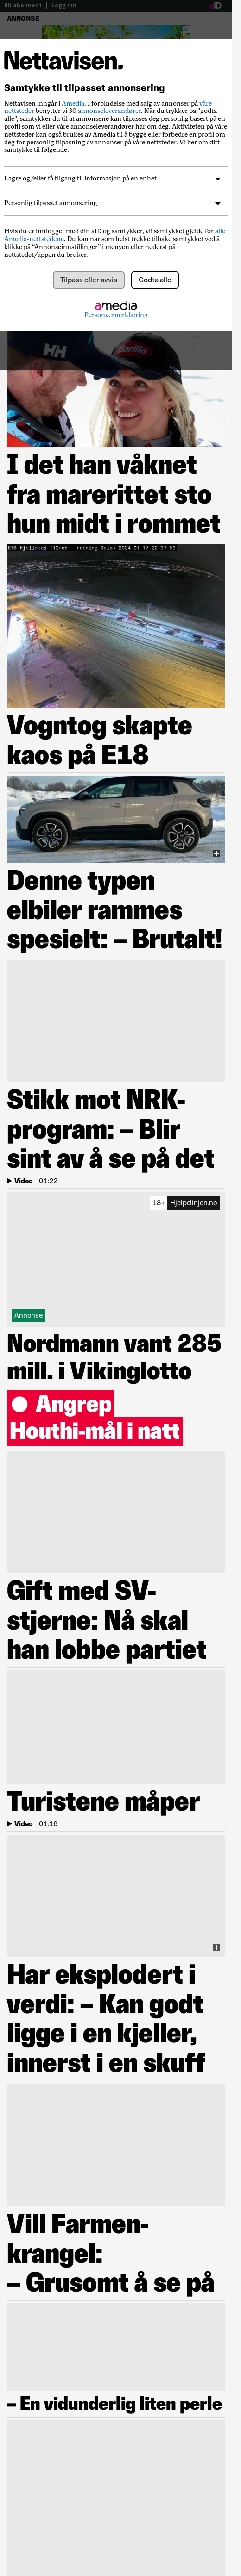 Bli abonnent | Logg inn
aID
ANNONSE
Nettavisen.
Samtykke til tilpasset annonsering
Nettavisen inngår i Amedia. I forbindelse med salg av annonser på våre
nettsteder benytter vi 30 annonseleverandører. Når du trykker på "godta
alle", samtykker du til at annonsene kan tilpasses deg personlig basert på en
profil som vi eller våre annonseleverandører har om deg. Aktiviteten på våre
nettsteder kan også brukes av de samme til å bygge eller forbedre en profil om
deg for personlig tilpasning av annonser på våre nettsteder. Vi ber om ditt
samtykke til følgende:
Lagre og/eller få tilgang til informasjon på en enhet
Personlig tilpasset annonsering
Hvis du er innlogget med din aID og samtykker, vil samtykket gjelde for alle
Amedia-nettstedene. Du kan når som helst trekke tilbake samtykket ved å
klikke på “Annonseinnstillinger” i menyen eller nederst på
nettstedet/appen du bruker.
Tilpass eller avvis
Godta alle
amedia
Personvernerklæring
Barilla
I det han våknet
fra marerittet sto
hun midt i rommet
E18 Kjellstad (12moh - retning Oslo) 2024-01-17 22 37 53
Vogntog skapte
kaos på E18
Denne typen
elbiler rammes
spesielt: – Brutalt!
Stikk mot NRK-
program: – Blir
sint av å se på det
Video | 01:22
18+ Hjelpelinjen.no
Annonse
Nordmann vant 285
mill. i Vikinglotto
Angrep
Houthi-mål i natt
Gift med SV-
stjerne: Nå skal
han lobbe partiet
Turistene måper
Video | 01:16
Har eksplodert i
verdi: – Kan godt
ligge i en kjeller,
innerst i en skuff
Vill Farmen-
krangel:
– Grusomt å se på
– En vidunderlig liten perle